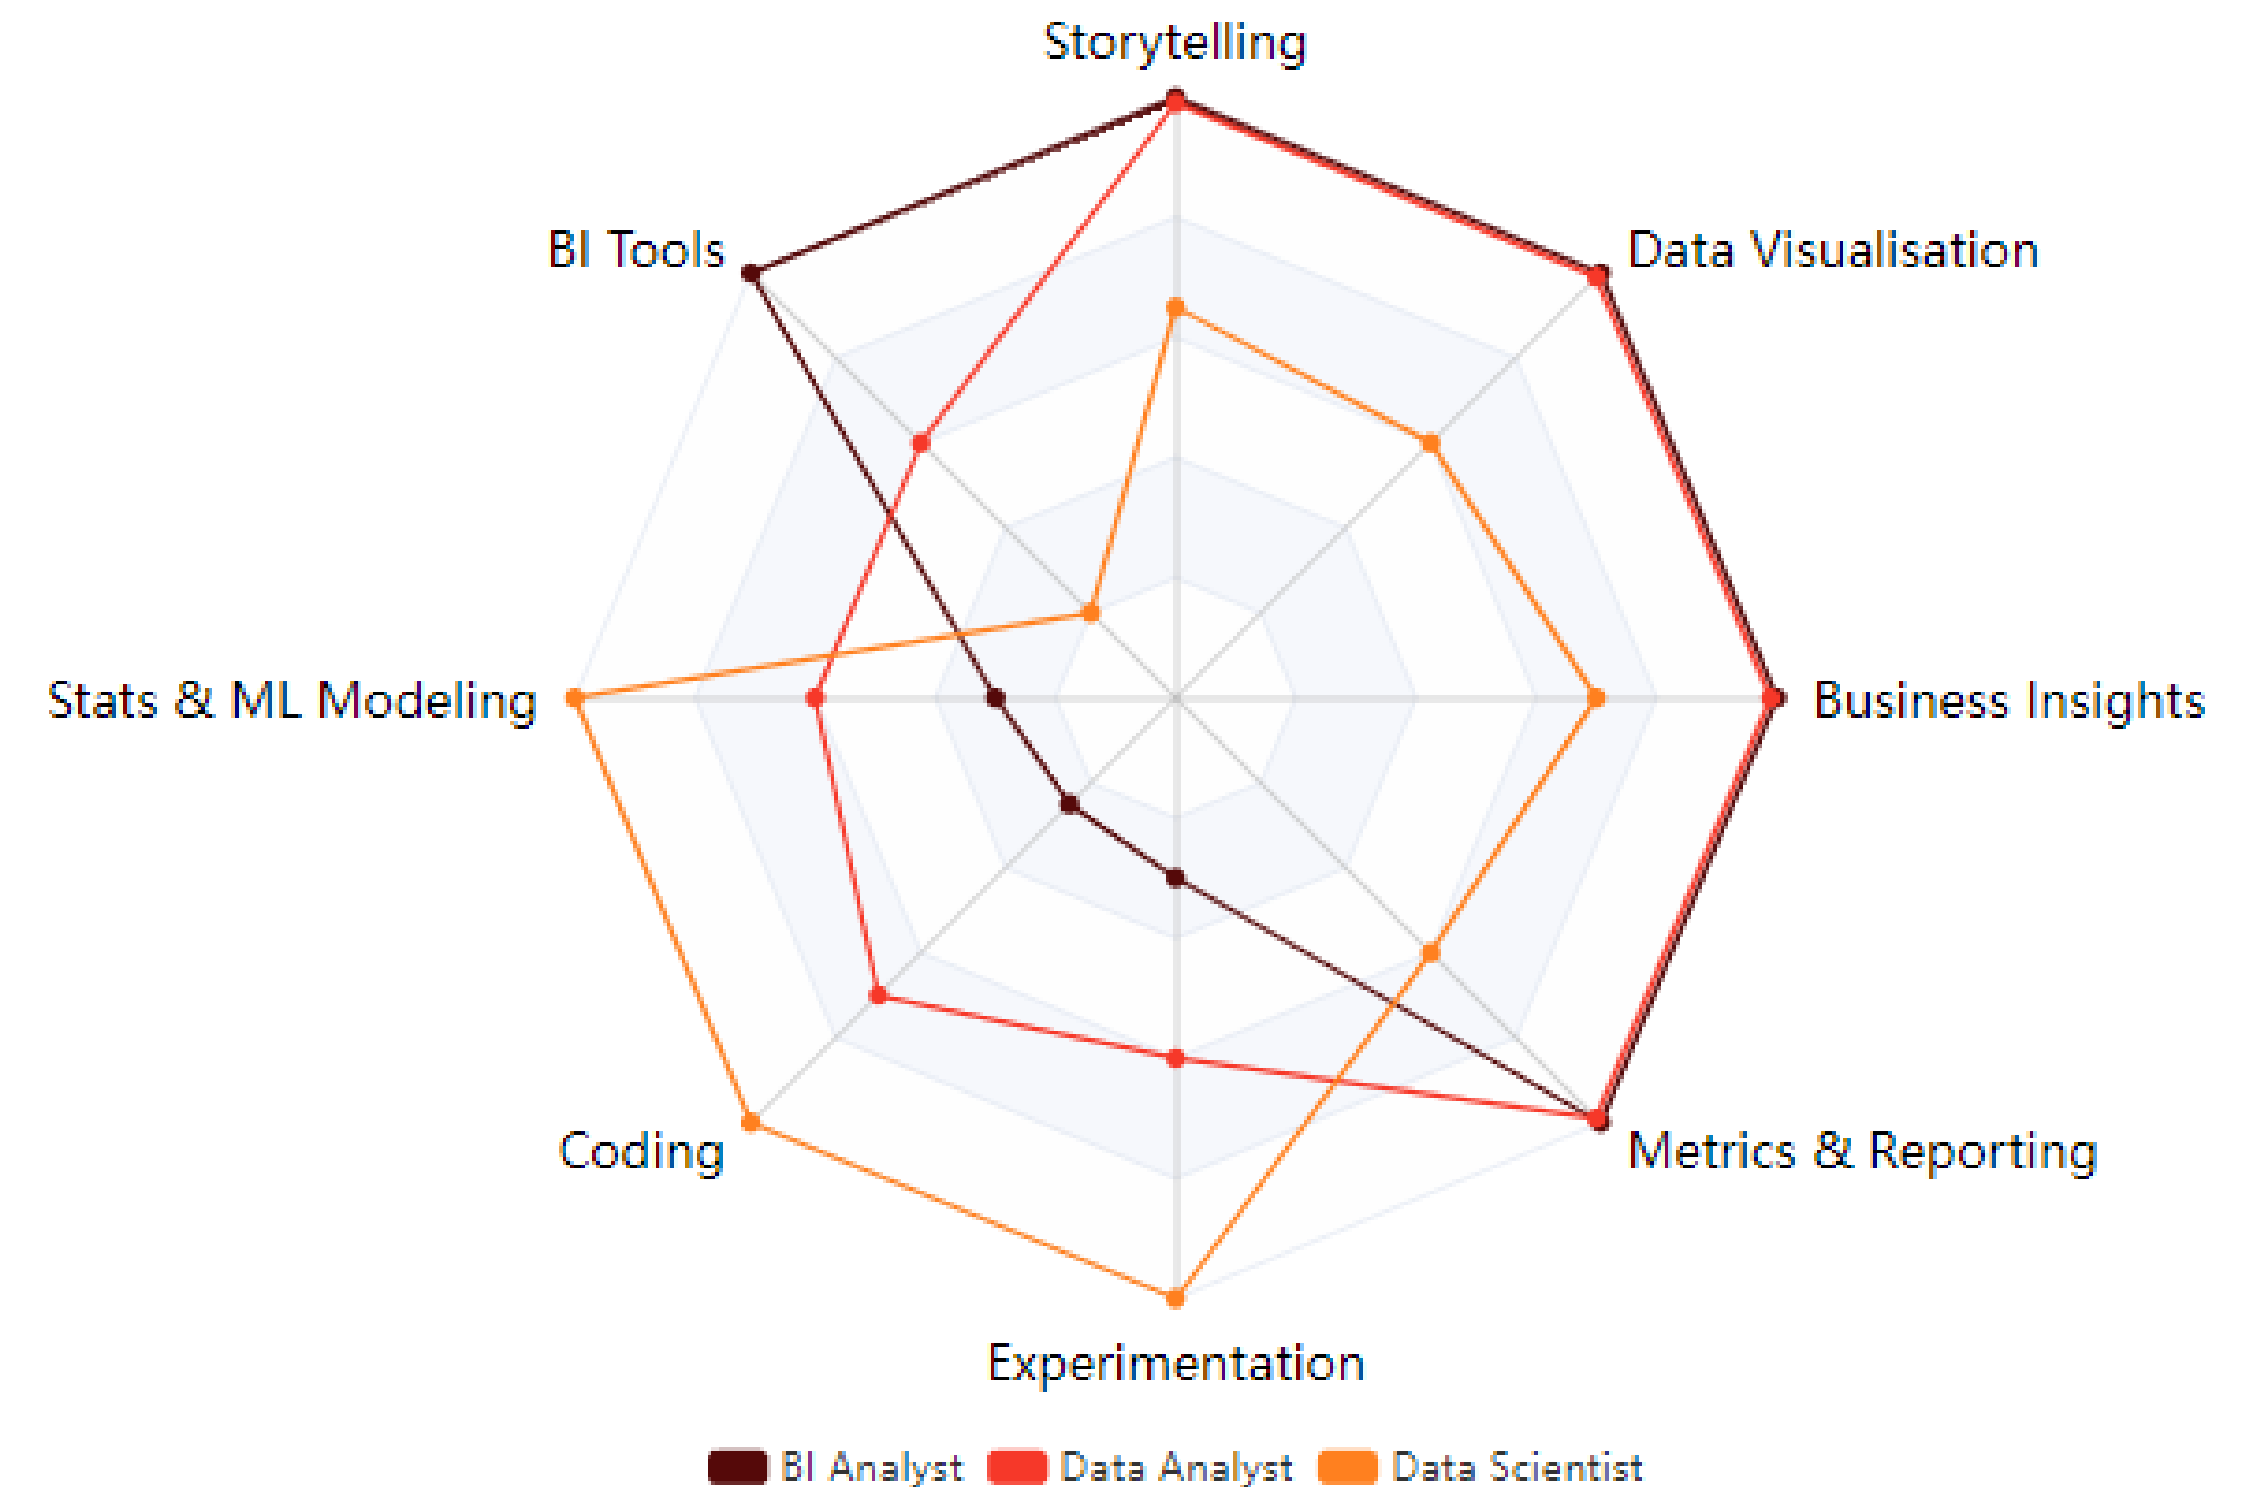 Storytelling
BI Tools
Data Visualisation
Stats & ML Modeling
Business Insights
Coding
Metrics & Reporting
Experimentation
BI Analyst Data Analyst Data Scientist